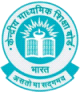 केन्द्रीय माध्यमिक शिक्षा बोर्ड
भारत
असतो मा सद्गमय